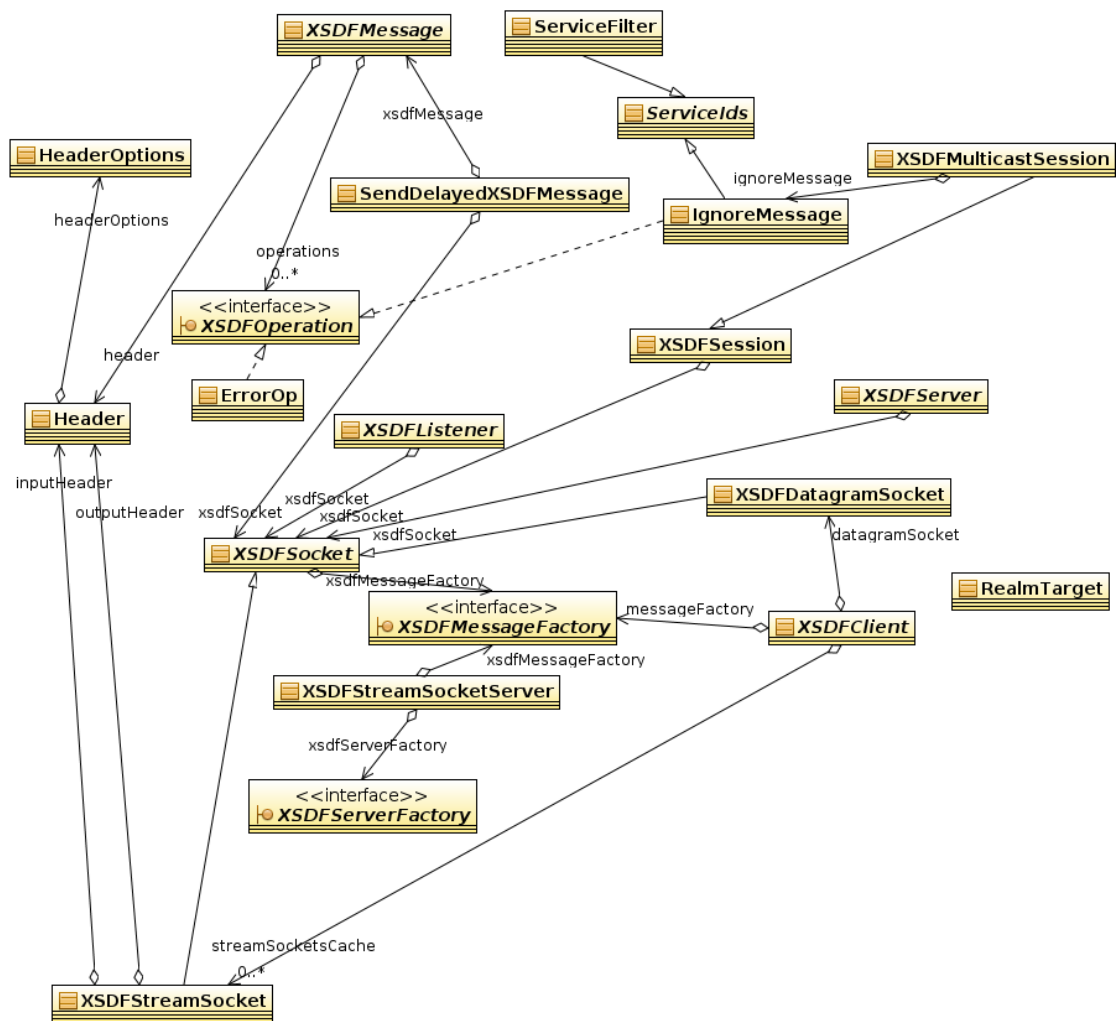 XSDFMessage
ServiceFilter
ServiceIds
xsdfMessage
HeaderOptions
XSDFMulticastSession
SendDelayedXSDFMessage
ignoreMessage
IgnoreMessage
headerOptions
operations
0..*
<<interface>>
XSDFOperation
XSDFSession
header
ErrorOp
XSDFServer
Header
XSDFListener
inputHeader
outputHeader
xsdfSocket
xsdfSocket
xsdfSocket
xsdfSocket
XSDFDatagramSocket
datagramSocket
XSDFSocket
xsdfMessageFactory
RealmTarget
<<interface>>
XSDFMessageFactory
messageFactory
XSDFClient
xsdfMessageFactory
XSDFStreamSocketServer
xsdfServerFactory
<<interface>>
XSDFServerFactory
streamSocketsCache
0..*
XSDFStreamSocket